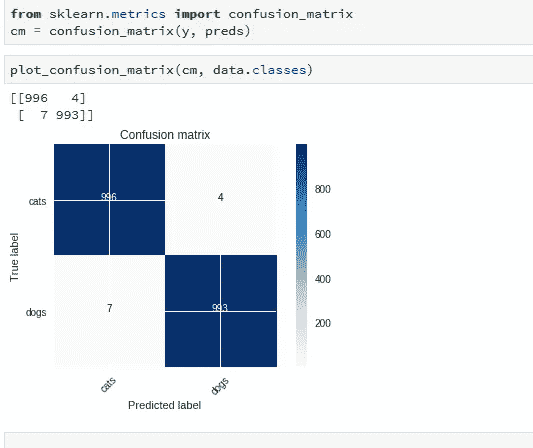 from sklearn.metrics import confusion_matrix
cm = confusion_matrix(y, preds)
plot_confusion_matrix(cm, data.classes)
[[996   4]
 [  7 993]]
Confusion matrix
cats 996 4
800
600
True label
400
dogs 7 993
200
cats dogs
Predicted label